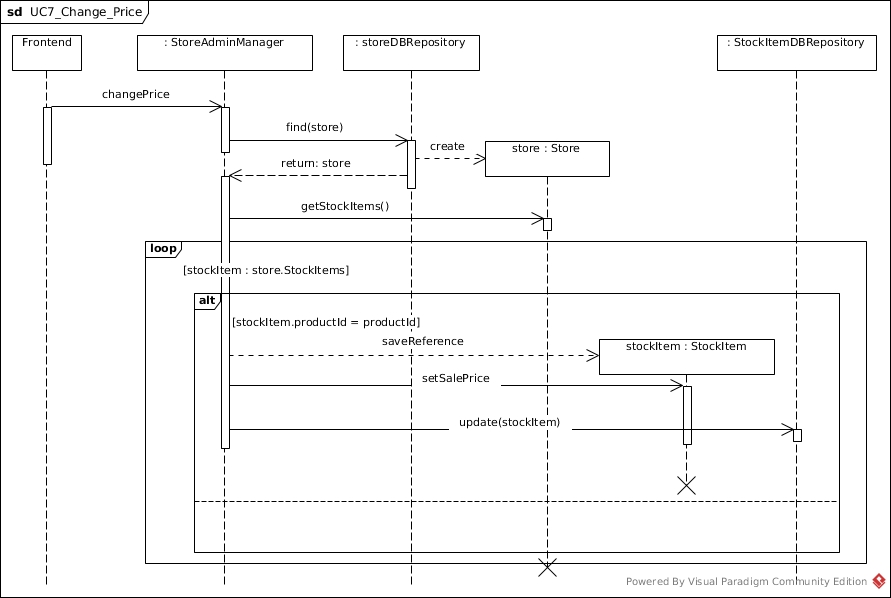 sd UC7_Change_Price
Frontend
: StoreAdminManager
: storeDBRepository
: StockItemDBRepository
changePrice
find(store)
create
store : Store
return: store
getStockItems()
loop
[stockItem : store.StockItems]
alt
[stockItem.productId = productId]
saveReference
stockItem : StockItem
setSalePrice
update(stockItem)
Powered By Visual Paradigm Community Edition